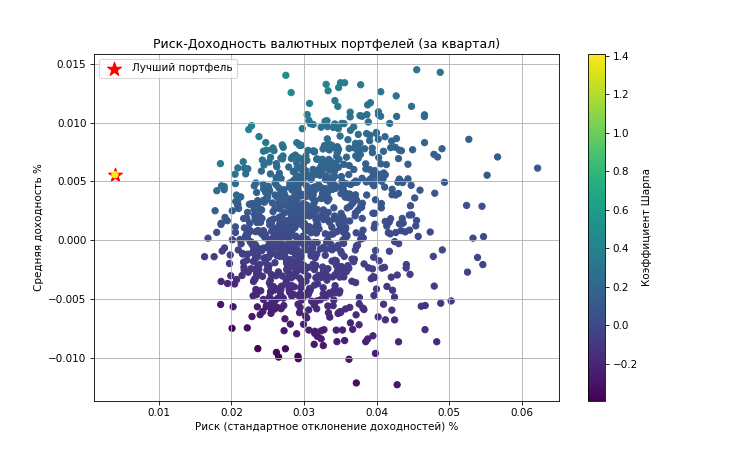 Риск-Доходность валютных портфелей (за квартал)
Лучший портфель
0.015
0.010
0.005
0.000
−0.005
−0.010
Средняя доходность %
0.01 0.02 0.03 0.04 0.05 0.06
Риск (стандартное отклонение доходностей) %
1.4
1.2
1.0
0.8
0.6
0.4
0.2
0.0
−0.2
Коэффициент Шарпа